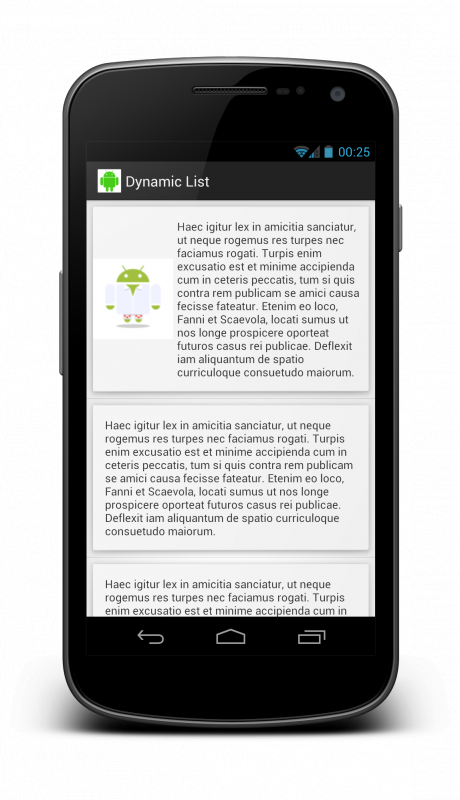 00:25
Dynamic List
Haec igitur lex in amicitia sanciatur,
ut neque rogemus res turpes nec
faciamus rogati. Turpis enim
excusatio est et minime accipienda
cum in ceteris peccatis, tum si quis
contra rem publicam se amici causa
fecisse fateatur. Etenim eo loco,
Fanni et Scaevola, locati sumus ut
nos longe prospicere oporteat
futuros casus rei publicae. Deflexit
iam aliquantum de spatio
curriculoque consuetudo maiorum.
Haec igitur lex in amicitia sanciatur, ut neque
rogemus res turpes nec faciamus rogati. Turpis
enim excusatio est et minime accipienda cum in
ceteris peccatis, tum si quis contra rem publicam
se amici causa fecisse fateatur. Etenim eo loco,
Fanni et Scaevola, locati sumus ut nos longe
prospicere oporteat futuros casus rei publicae.
Deflexit iam aliquantum de spatio curriculoque
consuetudo maiorum.
Haec igitur lex in amicitia sanciatur, ut neque
rogemus res turpes nec faciamus rogati. Turpis
enim excusatio est et minime accipienda cum in